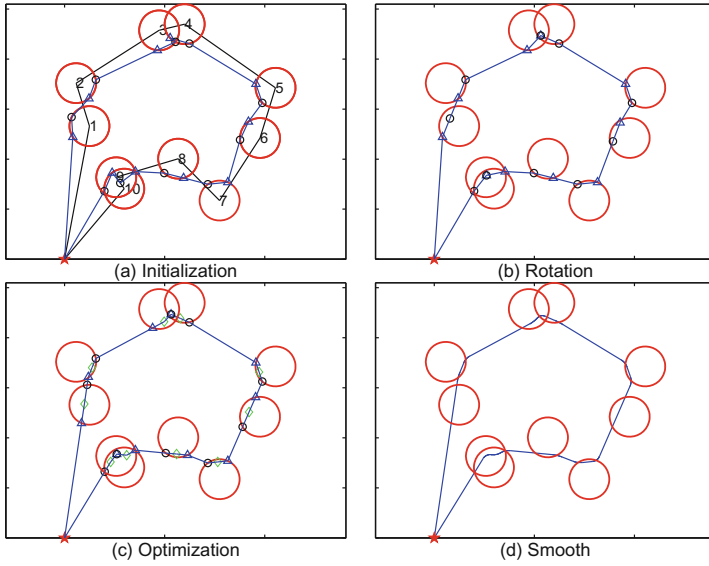 3 4
2
5
1
6
8
9
10
7
(a) Initialization
(b) Rotation
(c) Optimization
(d) Smooth